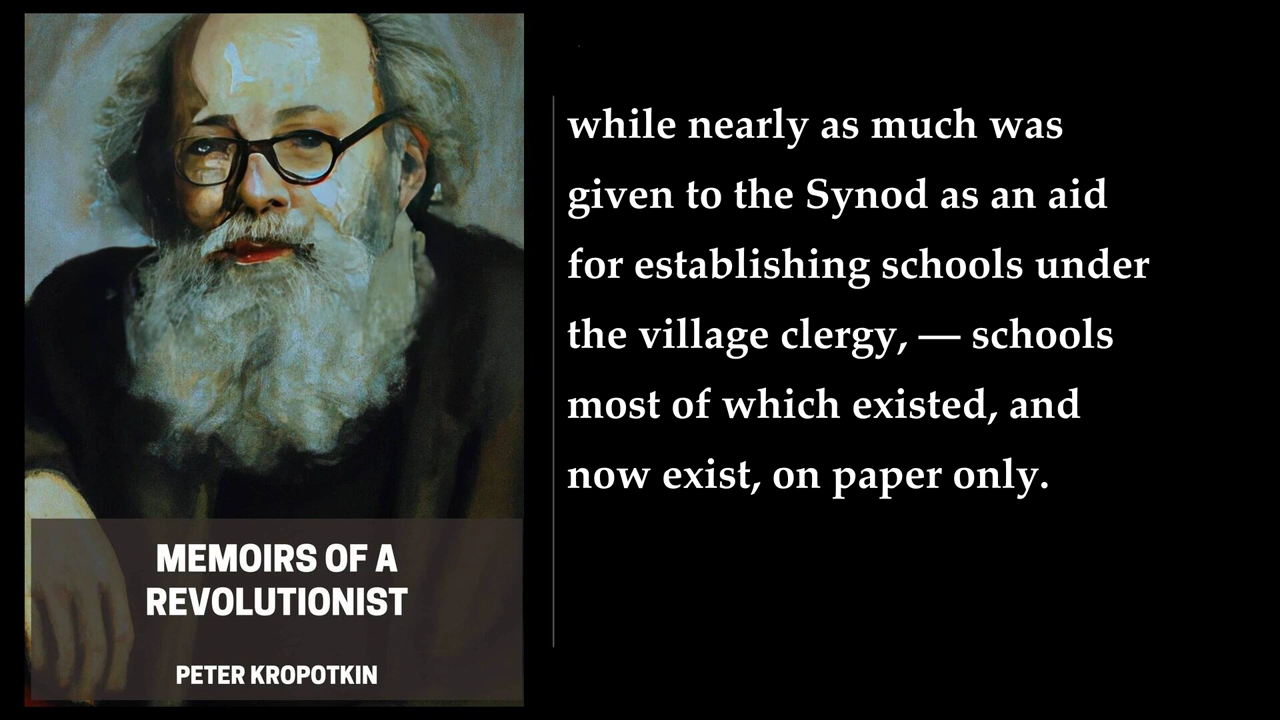 while nearly as much was
given to the Synod as an aid
for establishing schools under
the village clergy, — schools
most of which existed, and
now exist, on paper only.
MEMOIRS OF A
REVOLUTIONIST
PETER KROPOTKIN